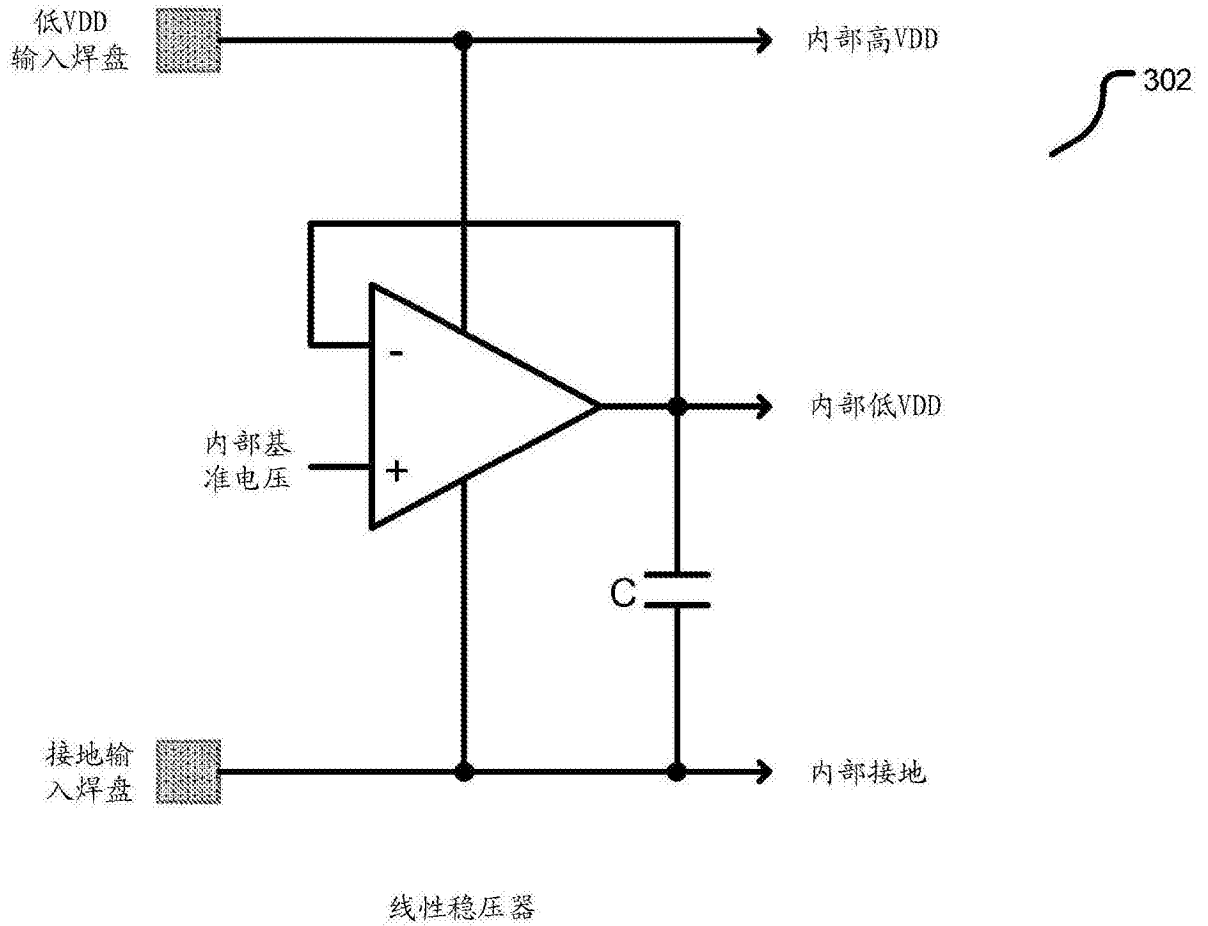 低VDD
输入焊盘
内部高VDD
302
-
内部低VDD
内部基
准电压
+
C
接地输
入焊盘
内部接地
线性稳压器